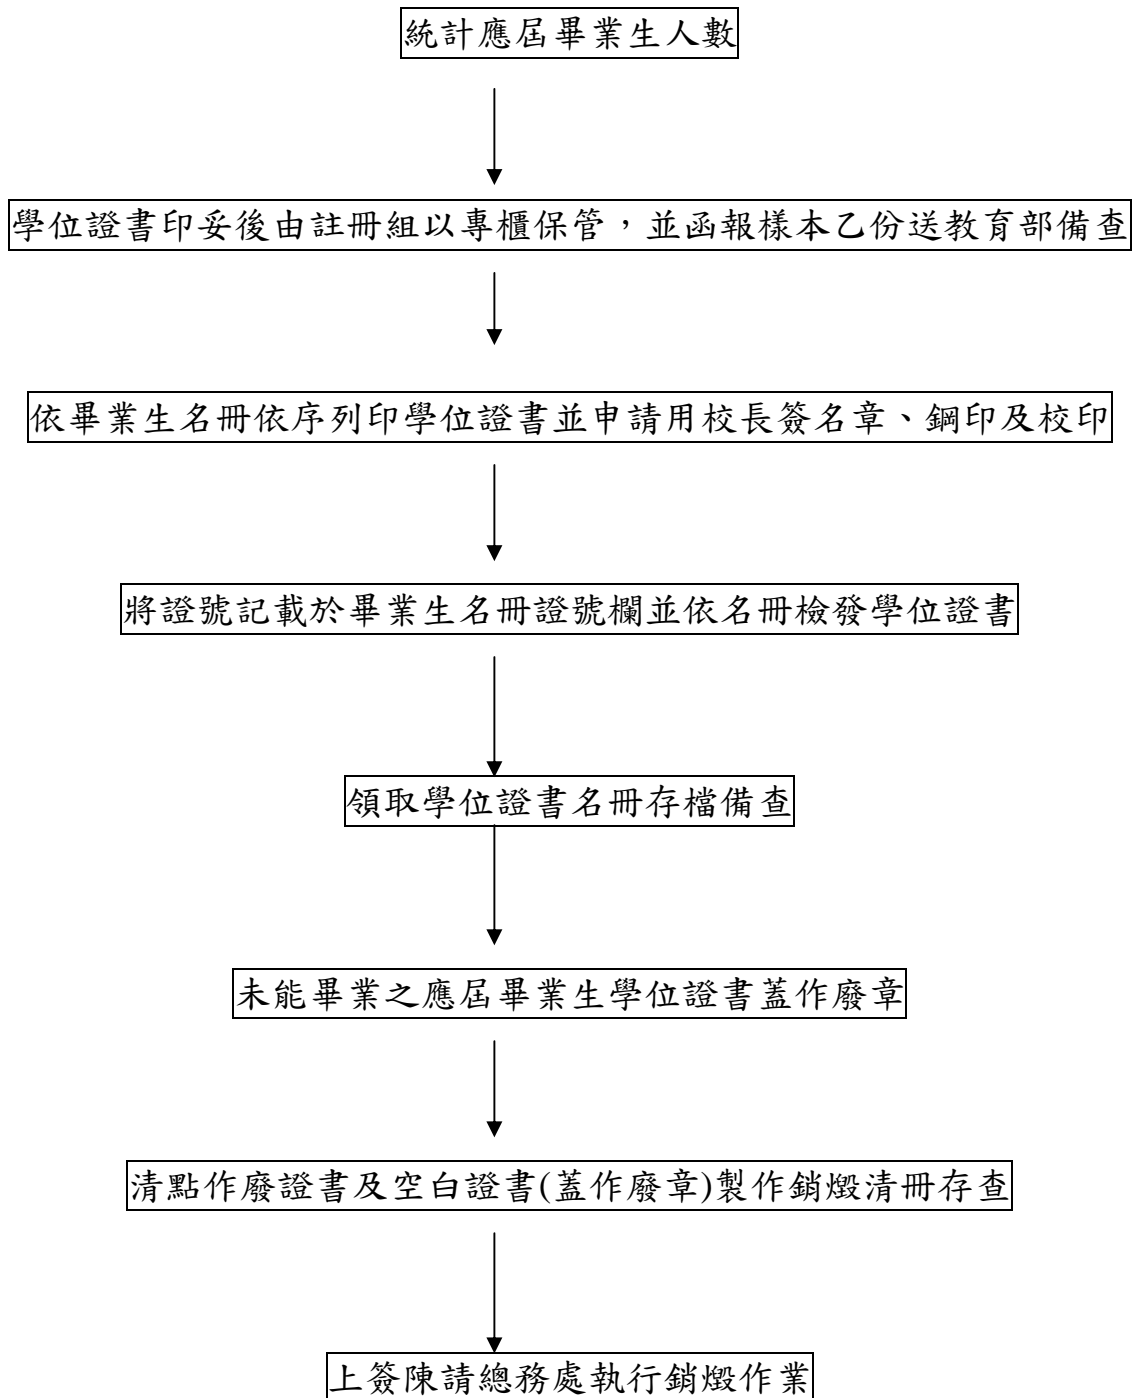 統計應屆畢業生人數
學位證書印妥後由註冊組以專櫃保管，並函報樣本乙份送教育部備查
依畢業生名冊依序列印學位證書並申請用校長簽名章、鋼印及校印
將證號記載於畢業生名冊證號欄並依名冊檢發學位證書
領取學位證書名冊存檔備查
未能畢業之應屆畢業生學位證書蓋作廢章
清點作廢證書及空白證書(蓋作廢章)製作銷燬清冊存查
上簽陳請總務處執行銷燬作業